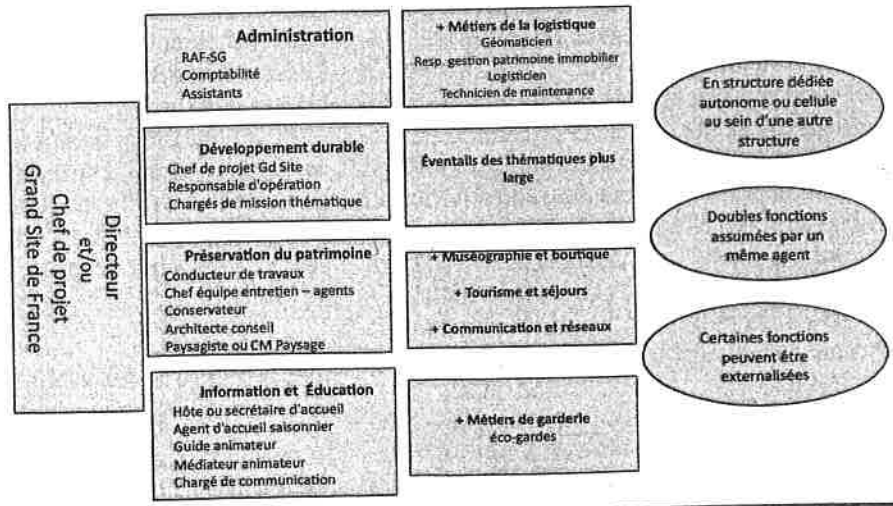 Directeur
et/ou
Chef de projet
Grand Site de France
Administration
RAF-SG
Comptabilité
Assistants
+ Métiers de la logistique
Géomaticien
Resp. gestion patrimoine immobilier
Logisticien
Technicien de maintenance
Développement durable
Chef de projet Gd Site
Responsable d'opération
Chargés de mission thématique
Éventails des thématiques plus
large
Préservation du patrimoine
Conducteur de travaux
Chef équipe entretien – agents
Conservateur
Architecte conseil
Paysagiste ou CM Paysage
+ Muséographie et boutique
+ Tourisme et séjours
+ Communication et réseaux
Information et Éducation
Hôte ou secrétaire d'accueil
Agent d'accueil saisonnier
Guide animateur
Médiateur animateur
Chargé de communication
+ Métiers de garderie
éco-gardes
En structure dédiée
autonome ou cellule
au sein d'une autre
structure
Doubles fonctions
assumées par un
même agent
Certaines fonctions
peuvent être
externalisées